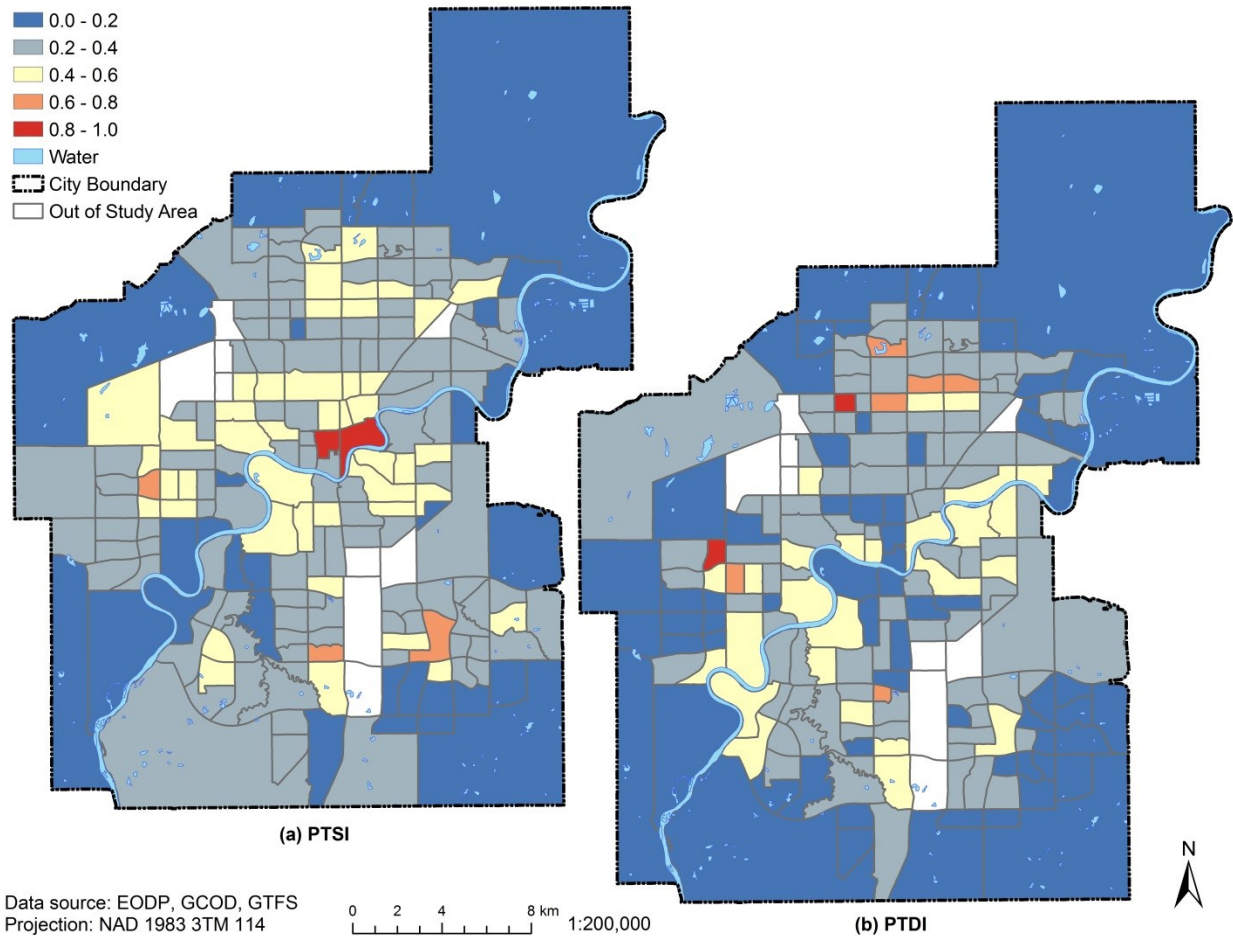 0.0 - 0.2
0.2 - 0.4
0.4 - 0.6
0.6 - 0.8
0.8 - 1.0
Water
City Boundary
Out of Study Area
(a) PTSI
N
Data source: EODP, GCOD, GTFS
Projection: NAD 1983 3TM 114
0 2 4 8 km
1:200,000
(b) PTDI